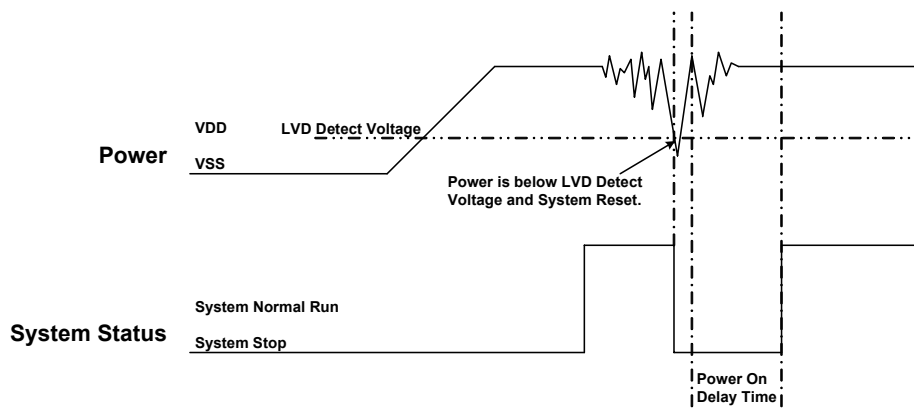 VDD
LVD Detect Voltage
Power
VSS
Power is below LVD Detect
Voltage and System Reset.
System Normal Run
System Status
System Stop
Power On
Delay Time